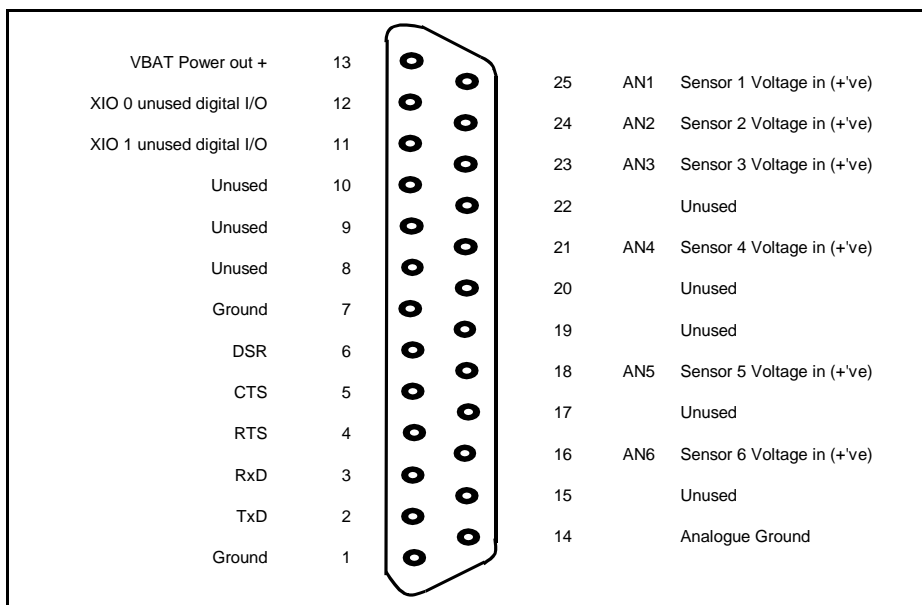 VBAT Power out + 13
XIO 0 unused digital I/O 12
XIO 1 unused digital I/O 11
Unused 10
Unused 9
Unused 8
Ground 7
DSR 6
CTS 5
RTS 4
RxD 3
TxD 2
Ground 1
25 AN1 Sensor 1 Voltage in (+'ve)
24 AN2 Sensor 2 Voltage in (+'ve)
23 AN3 Sensor 3 Voltage in (+'ve)
22 Unused
21 AN4 Sensor 4 Voltage in (+'ve)
20 Unused
19 Unused
18 AN5 Sensor 5 Voltage in (+'ve)
17 Unused
16 AN6 Sensor 6 Voltage in (+'ve)
15 Unused
14 Analogue Ground